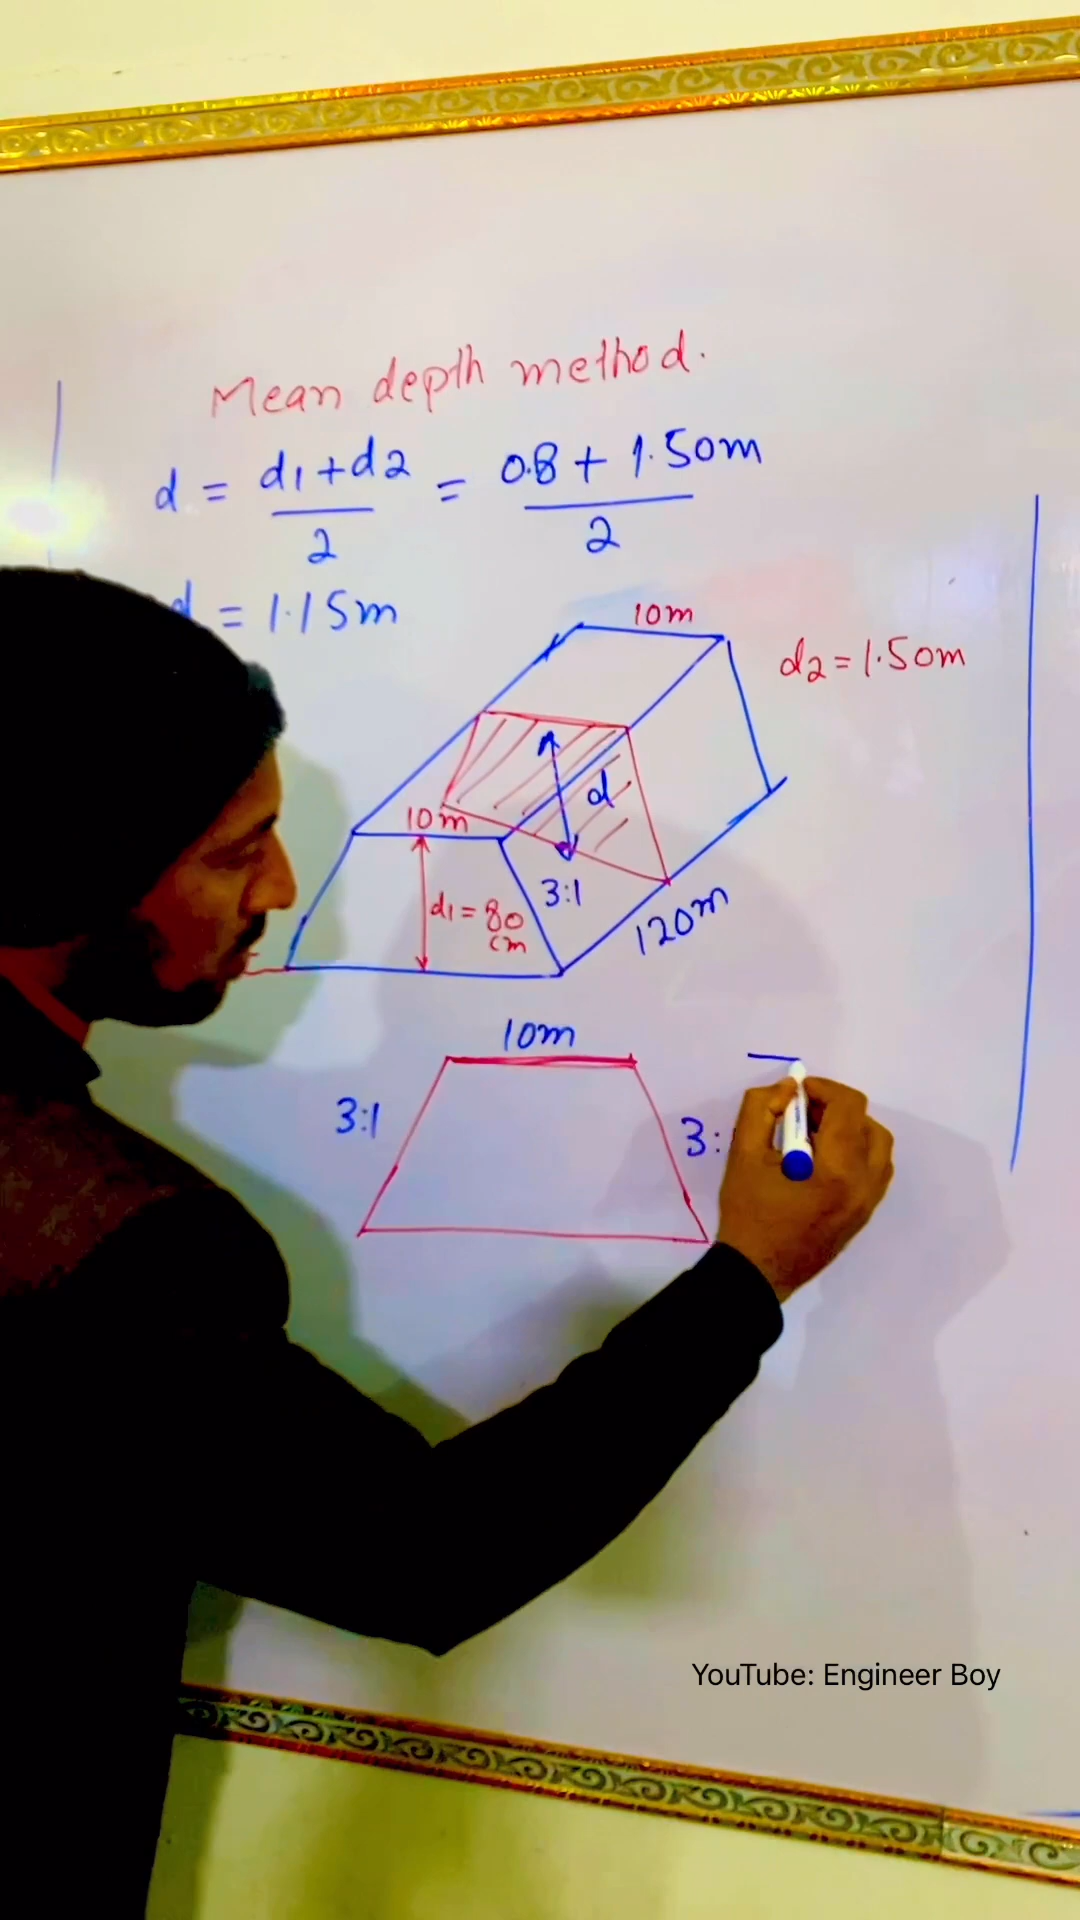 Mean depth method.
d = d1+d2 / 2 = 0.8 + 1.50m / 2
d = 1.15m
10m
d2 = 1.50m
d
10m
3:1
d1 = 80
cm
120m
10m
3:1
3:
YouTube: Engineer Boy